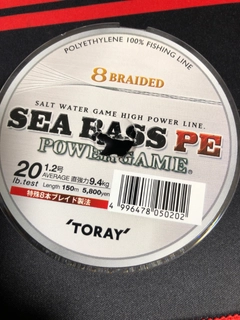 POLYETHYLENE 100% FISHING LINE
8 BRAIDED
SALT WATER GAME HIGH POWER LINE.
SEA BASS PE
POWER GAME®
20 1.2号
lb.test AVERAGE 直強力 9.4kg
Length 150m 5,800yen
特殊8本ブレイド製法
4 996478 050202
'TORAY'